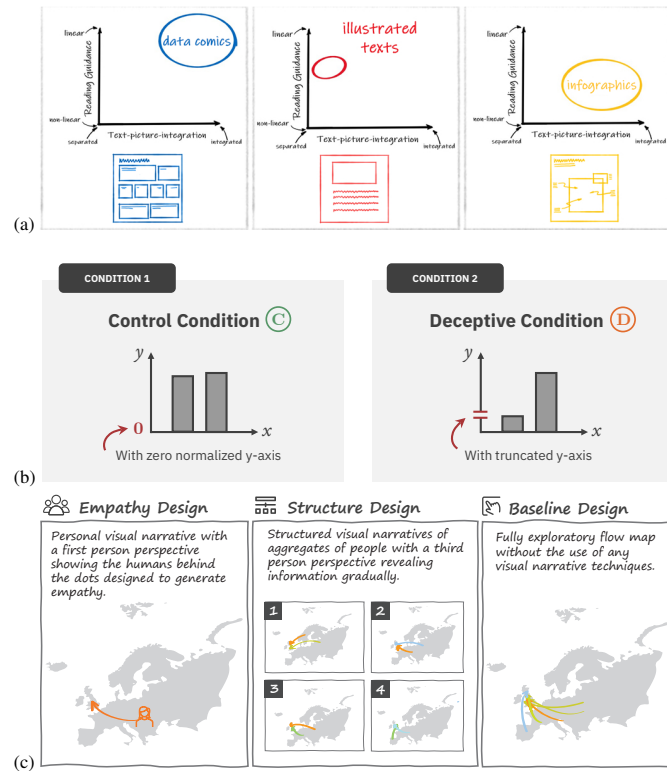 linear
Reading Guidance
data comics
non-linear
Text-picture-integration
separated
integrated
linear
Reading Guidance
illustrated
texts
non-linear
Text-picture-integration
separated
integrated
linear
Reading Guidance
infographics
non-linear
Text-picture-integration
separated
integrated
(a)
CONDITION 1
Control Condition C
y
0
x
With zero normalized y-axis
CONDITION 2
Deceptive Condition D
y
x
With truncated y-axis
(b)
Empathy Design
Personal visual narrative with
a first person perspective
showing the humans behind
the dots designed to generate
empathy.
Structure Design
Structured visual narratives of
aggregates of people with a third
person perspective revealing
information gradually.
1
2
3
4
Baseline Design
Fully exploratory flow map
without the use of any
visual narrative techniques.
(c)